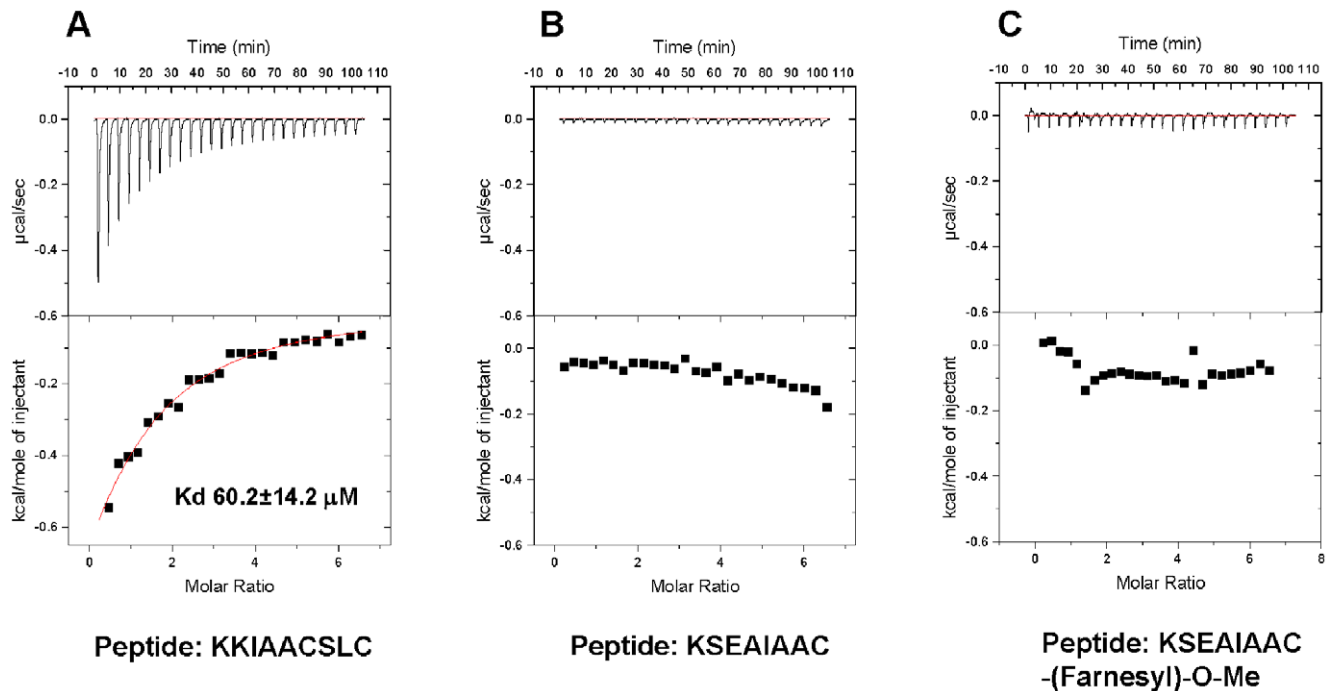 A
Time (min)
-10 0 10 20 30 40 50 60 70 80 90 100 110
0.0
-0.2
-0.4
-0.6
µcal/sec
-0.2
-0.4
-0.6
kcal/mole of injectant
Kd 60.2±14.2 µM
0 2 4 6
Molar Ratio
Peptide: KKIAACSLC
B
Time (min)
-10 0 10 20 30 40 50 60 70 80 90 100 110
0.0
-0.2
-0.4
-0.6
µcal/sec
0.0
-0.2
-0.4
-0.6
kcal/mole of injectant
0 2 4 6
Molar Ratio
Peptide: KSEAIAAC
C
Time (min)
-10 0 10 20 30 40 50 60 70 80 90 100 110
0.0
-0.2
-0.4
-0.6
µcal/sec
0.0
-0.2
-0.4
-0.6
kcal/mole of injectant
0 2 4 6 8
Molar Ratio
Peptide: KSEAIAAC
-(Farnesyl)-O-Me